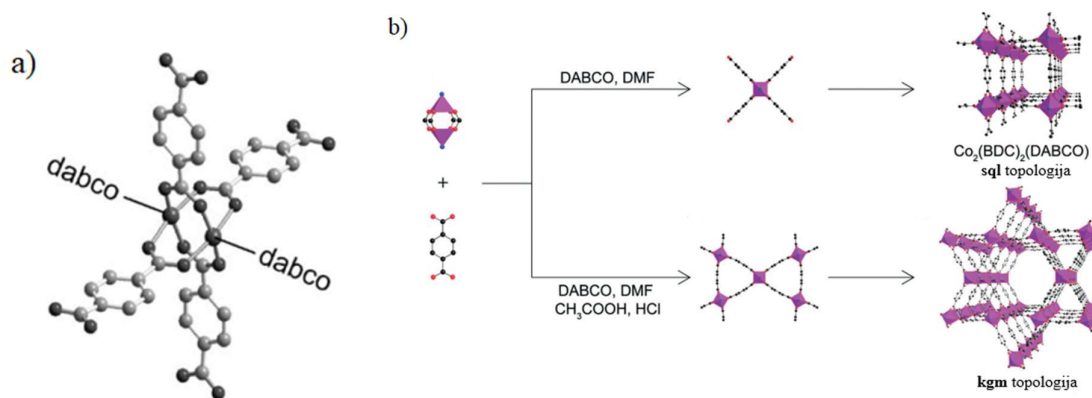 a)
dabco
dabco
b)
+
DABCO, DMF
DABCO, DMF
CH₃COOH, HCl
Co₂(BDC)₂(DABCO)
sql topologija
kgm topologija